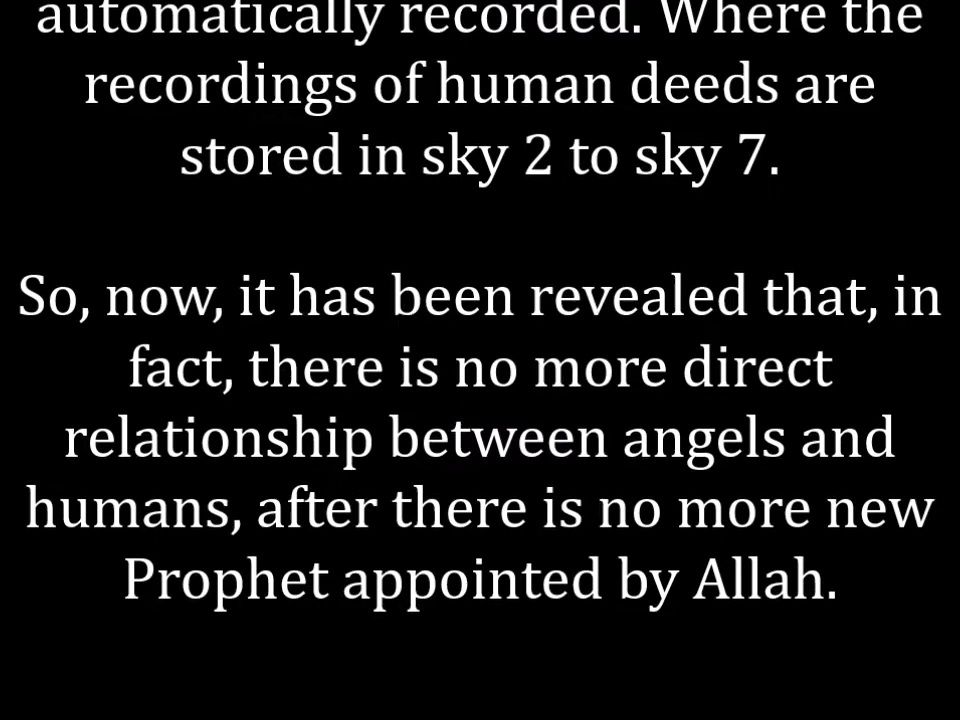 automatically recorded. Where the
recordings of human deeds are
stored in sky 2 to sky 7.
So, now, it has been revealed that, in
fact, there is no more direct
relationship between angels and
humans, after there is no more new
Prophet appointed by Allah.